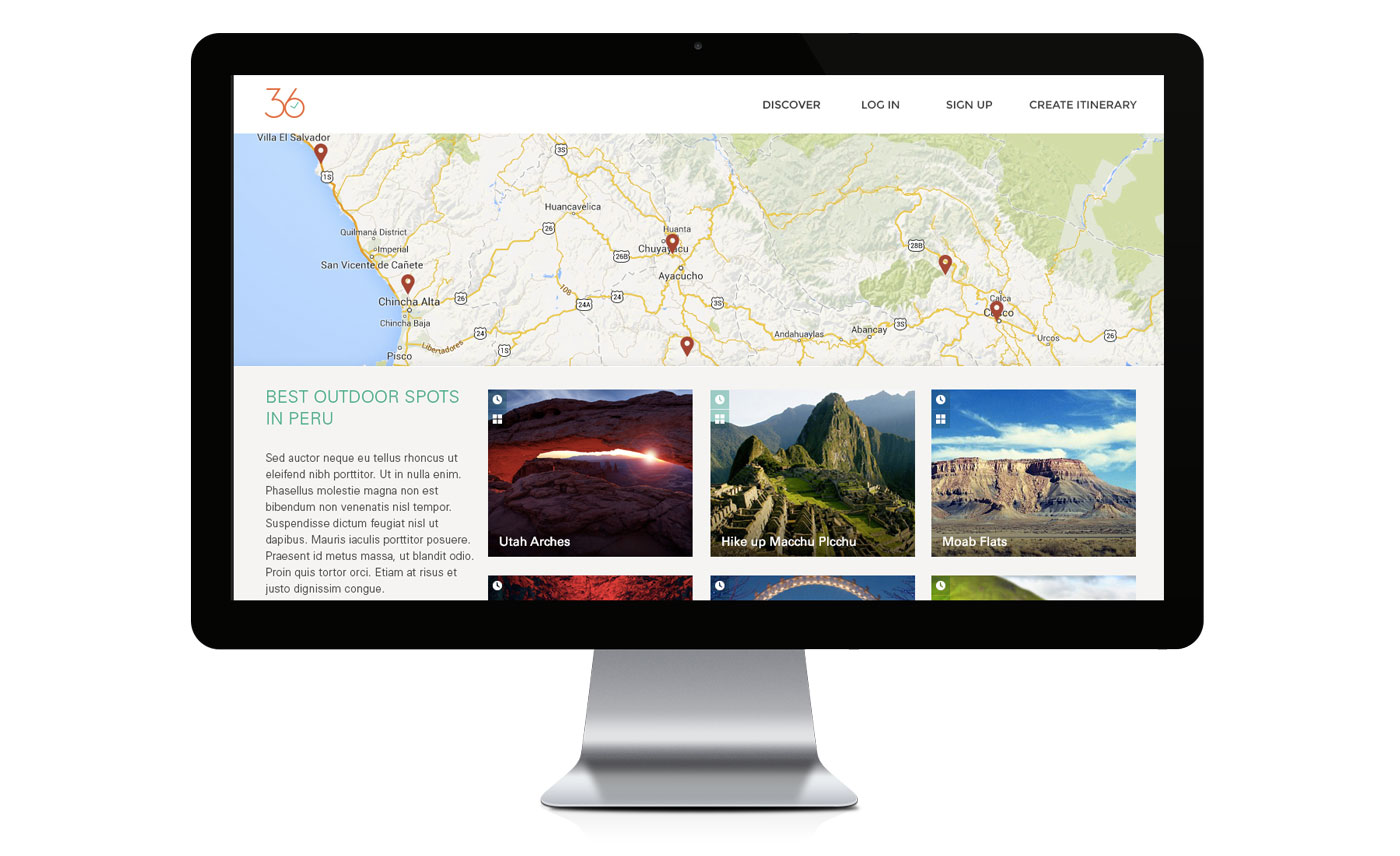 36
DISCOVER LOG IN SIGN UP CREATE ITINERARY
Villa El Salvador
1S
3S
Huancavelica
26
Quilmaná District
Imperial
San Vicente de Cañete
Huanta
26B
Ayacucho
28B
Chincha Alta
26
Chincha Baja
10B
24A
24
3S
Calca
Cusco
24
Andahuaylas
Abancay
3S
Urcos
26
Pisco
Libertadores
1S
BEST OUTDOOR SPOTS
IN PERU
Sed auctor neque eu tellus rhoncus ut
eleifend nibh porttitor. Ut in nulla enim.
Phasellus molestie magna non est
bibendum non venenatis nisl tempor.
Suspendisse dictum feugiat nisl ut
dapibus. Mauris iaculis porttitor posuere.
Praesent id metus massa, ut blandit odio.
Proin quis tortor orci. Etiam at risus et
justo dignissim congue.
Utah Arches
Hike up Macchu PIcchu
Moab Flats